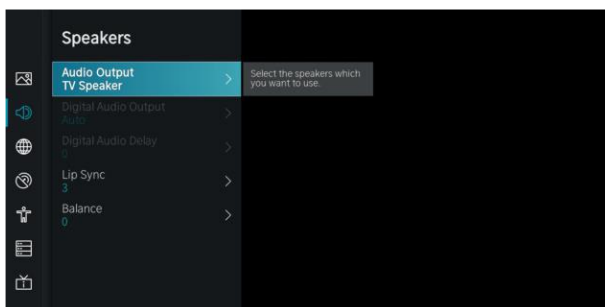 Speakers
Audio Output
TV Speaker
Select the speakers which
you want to use.
Digital Audio Output
Auto
Digital Audio Delay
0
Lip Sync
3
Balance
0